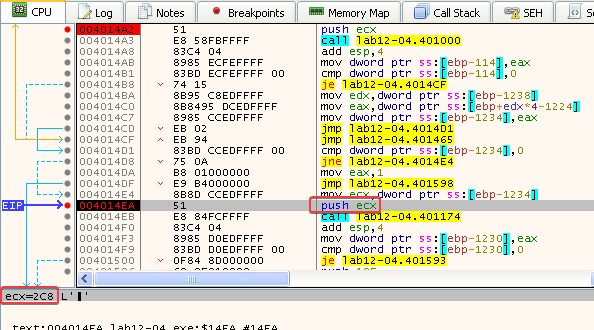 CPU Log Notes Breakpoints Memory Map Call Stack SEH
004014A2 51 push ecx
004014A3 E8 58FBFFFF call lab12-04.401000
004014A8 83C4 04 add esp,4
004014AB 8985 ECFEFFFF mov dword ptr ss:[ebp-114],eax
004014B1 83BD ECFEFFFF 00 cmp dword ptr ss:[ebp-114],0
004014B8 74 15 je lab12-04.4014CF
004014BA 8B95 C8EDFFFF mov edx,dword ptr ss:[ebp-1238]
004014C0 8B8495 DCEDFFFF mov eax,dword ptr ss:[ebp+edx*4-1224]
004014C7 8985 CCEDFFFF mov dword ptr ss:[ebp-1234],eax
004014CD EB 02 jmp lab12-04.4014D1
004014CF EB 94 jmp lab12-04.401465
004014D1 83BD CCEDFFFF 00 cmp dword ptr ss:[ebp-1234],0
004014D8 75 0A jne lab12-04.4014E4
004014DA B8 01000000 mov eax,1
004014DF E9 B4000000 jmp lab12-04.401598
004014E4 8B8D CCEDFFFF mov ecx,dword ptr ss:[ebp-1234]
EIP 004014EA 51 push ecx
004014EB E8 84FCFFFF call lab12-04.401174
004014F0 83C4 04 add esp,4
004014F3 8985 D0EDFFFF mov dword ptr ss:[ebp-1230],eax
004014F9 83BD D0EDFFFF 00 cmp dword ptr ss:[ebp-1230],0
00401500 0F84 8D000000 je lab12-04.401593
ecx=2C8
.text:004014EA lab12-04.exe:$14EA #14EA